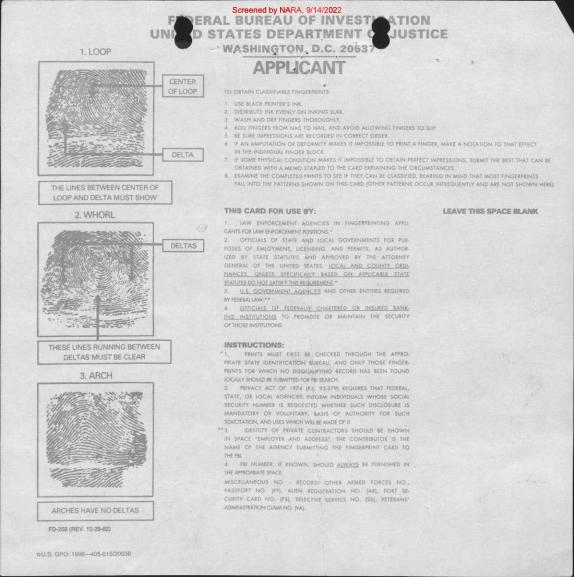 Screened by NARA, 9/14/2022
FEDERAL BUREAU OF INVESTIGATION
UNITED STATES DEPARTMENT OF JUSTICE
WASHINGTON, D.C. 20537
APPLICANT
1. LOOP
CENTER
OF LOOP
DELTA
THE LINES BETWEEN CENTER OF
LOOP AND DELTA MUST SHOW
2. WHORL
DELTAS
THESE LINES RUNNING BETWEEN
DELTAS MUST BE CLEAR
3. ARCH
ARCHES HAVE NO DELTAS
FD-258 (REV. 12-29-82)
U.S. GPO: 1996—405-015/20036
TO OBTAIN CLASSIFIABLE FINGERPRINTS:
1. USE BLACK PRINTER'S INK.
2. DISTRIBUTE INK EVENLY ON INKING SLAB.
3. WASH AND DRY FINGERS THOROUGHLY.
4. ROLL FINGERS FROM NAIL TO NAIL, AND AVOID ALLOWING FINGERS TO SLIP.
5. BE SURE IMPRESSIONS ARE RECORDED IN CORRECT ORDER.
6. IF AN AMPUTATION OR DEFORMITY MAKES IT IMPOSSIBLE TO PRINT A FINGER, MAKE A NOTATION TO THAT EFFECT
IN THE INDIVIDUAL FINGER BLOCK.
7. IF SOME PHYSICAL CONDITION MAKES IT IMPOSSIBLE TO OBTAIN PERFECT IMPRESSIONS, SUBMIT THE BEST THAT CAN BE
OBTAINED WITH A MEMO STAPLED TO THE CARD EXPLAINING THE CIRCUMSTANCES.
8. EXAMINE THE COMPLETED PRINTS TO SEE IF THEY CAN BE CLASSIFIED, BEARING IN MIND THAT MOST FINGERPRINTS
FALL INTO THE PATTERNS SHOWN ON THIS CARD (OTHER PATTERNS OCCUR INFREQUENTLY AND ARE NOT SHOWN HERE).
THIS CARD FOR USE BY:
1. LAW ENFORCEMENT AGENCIES IN FINGERPRINTING APPLI-
CANTS FOR LAW ENFORCEMENT POSITIONS.*
2. OFFICIALS OF STATE AND LOCAL GOVERNMENTS FOR PUR-
POSES OF EMLOYMENT, LICENSING, AND PERMITS, AS AUTHOR-
IZED BY STATE STATUTES AND APPROVED BY THE ATTORNEY
GENERAL OF THE UNITED STATES. LOCAL AND COUNTY ORDI-
NANCES, UNLESS SPECIFICALLY BASED ON APPLICABLE STATE
STATUTES DO NOT SATISFY THIS REQUIREMENT.*
3. U.S. GOVERNMENT AGENCIES AND OTHER ENTITIES REQUIRED
BY FEDERAL LAW.**
4. OFFICIALS OF FEDERALLY CHARTERED OR INSURED BANK-
ING INSTITUTIONS TO PROMOTE OR MAINTAIN THE SECURITY
OF THOSE INSTITUTIONS.
LEAVE THIS SPACE BLANK
INSTRUCTIONS:
*1. PRINTS MUST FIRST BE CHECKED THROUGH THE APPRO-
PRIATE STATE IDENTIFICATION BUREAU, AND ONLY THOSE FINGER-
PRINTS FOR WHICH NO DISQUALIFYING RECORD HAS BEEN FOUND
LOCALLY SHOULD BE SUBMITTED FOR FBI SEARCH.
2. PRIVACY ACT OF 1974 (P.L. 93-579) REQUIRES THAT FEDERAL,
STATE, OR LOCAL AGENCIES INFORM INDIVIDUALS WHOSE SOCIAL
SECURITY NUMBER IS REQUESTED WHETHER SUCH DISCLOSURE IS
MANDATORY OR VOLUNTARY, BASIS OF AUTHORITY FOR SUCH
SOLICITATION, AND USES WHICH WILL BE MADE OF IT.
**3. IDENTITY OF PRIVATE CONTRACTORS SHOULD BE SHOWN
IN SPACE "EMPLOYER AND ADDRESS". THE CONTRIBUTOR IS THE
NAME OF THE AGENCY SUBMITTING THE FINGERPRINT CARD TO
THE FBI.
4. FBI NUMBER, IF KNOWN, SHOULD ALWAYS BE FURNISHED IN
THE APPROPRIATE SPACE.
MISCELLANEOUS NO. - RECORD: OTHER ARMED FORCES NO.,
PASSPORT NO. (PP), ALIEN REGISTRATION NO. (AR), PORT SE-
CURITY CARD NO. (PS), SELECTIVE SERVICE NO. (SS), VETERANS'
ADMINISTRATION CLAIM NO. (VA).